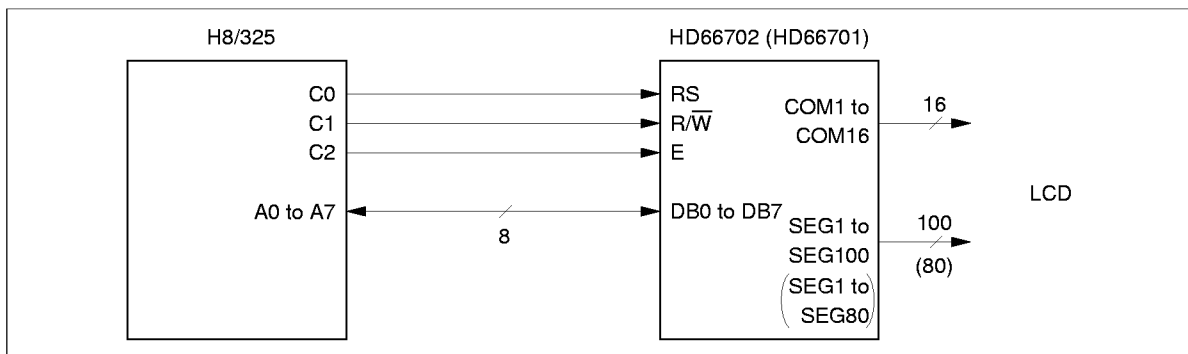 H8/325
HD66702 (HD66701)
C0
C1
C2
A0 to A7
8
RS
R/W̅
E
DB0 to DB7
COM1 to
COM16
16
SEG1 to
SEG100
100
(80)
(SEG1 to
SEG80)
LCD